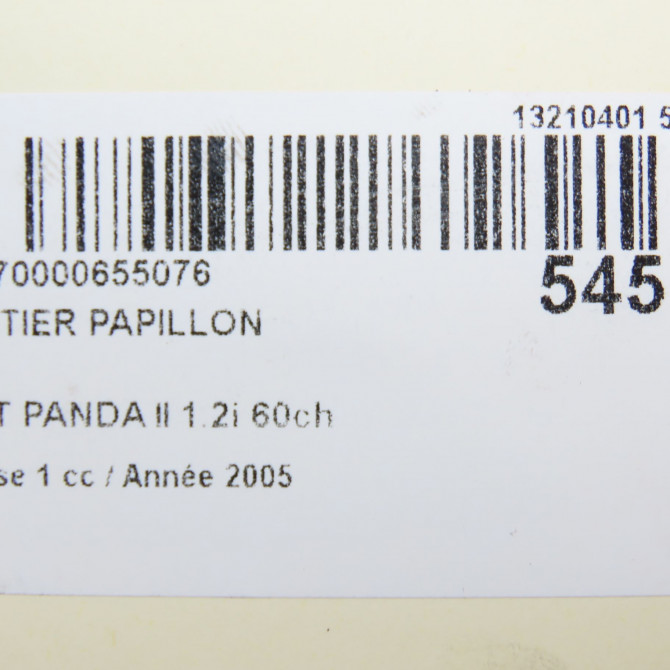 13210401 5
70000655076
545
TIER PAPILLON
T PANDA II 1.2i 60ch
se 1 cc / Année 2005